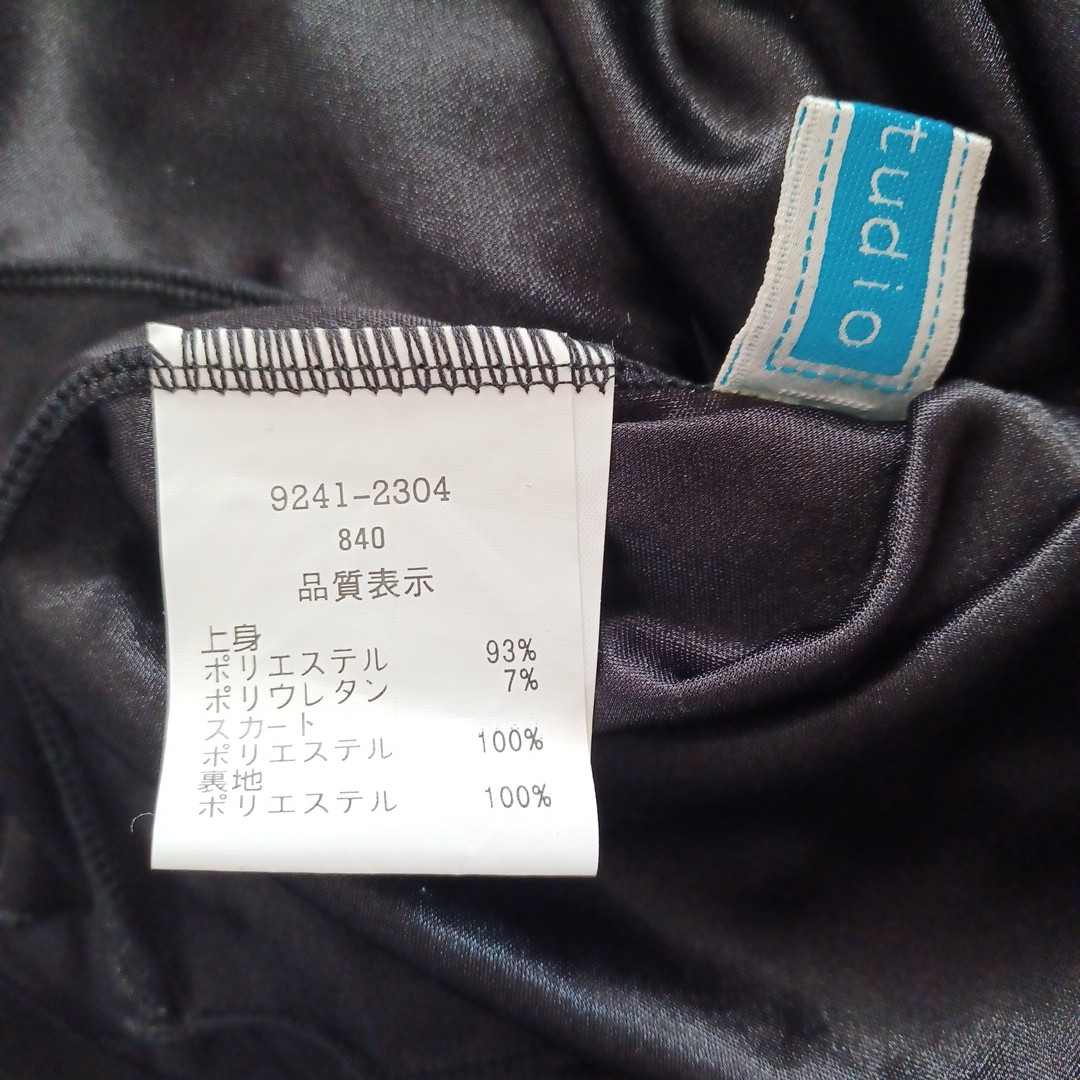 tudio
9241-2304
840
品質表示
上身
ポリエステル 93%
ポリウレタン 7%
スカート
ポリエステル 100%
裏地
ポリエステル 100%